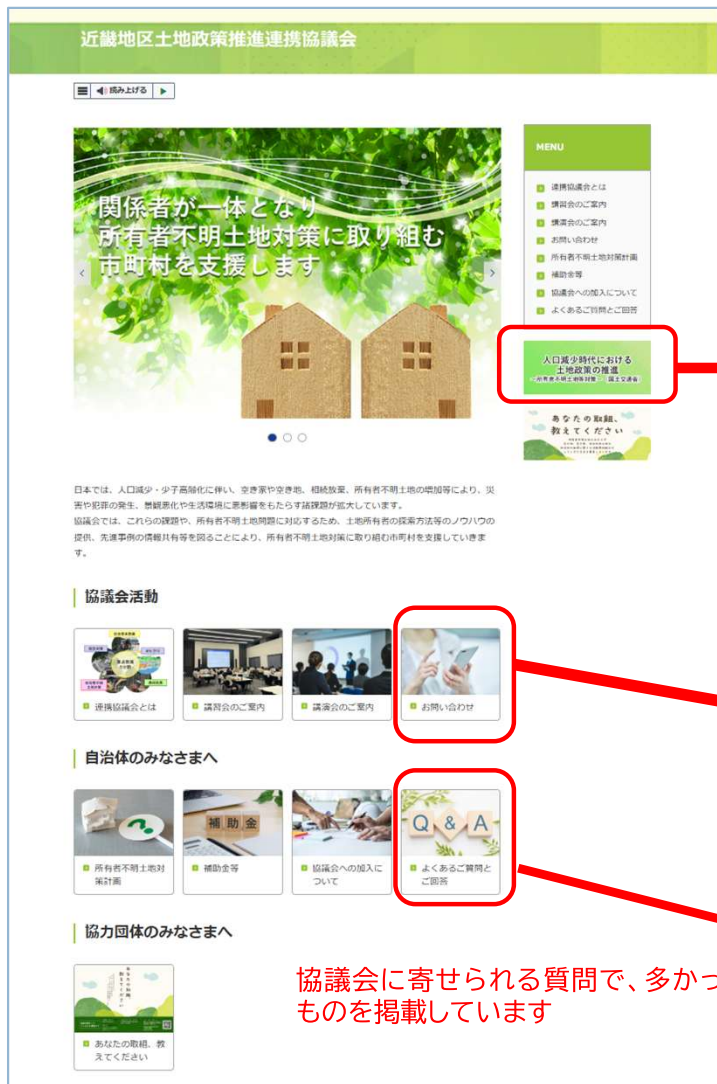 近畿地区土地政策推進連携協議会
読み上げる
関係者が一体となり
所有者不明土地対策に取り組む
市町村を支援します
MENU
連携協議会とは
講習会のご案内
講演会のご案内
お問い合わせ
所有者不明土地対策計画
補助金等
協議会への加入について
よくあるご質問とご回答
人口減少時代における
土地政策の推進
あなたの取組、
教えてください
日本では、人口減少・少子高齢化に伴い、空き家や空き地、相続放棄、所有者不明土地の増加等により、災
害や犯罪の発生、景観悪化や生活環境に悪影響をもたらす諸課題が拡大しています。
協議会では、これらの課題や、所有者不明土地問題に対応するため、土地所有者の探索方法等のノウハウの
提供、先進事例の情報共有等を図ることにより、所有者不明土地対策に取り組む市町村を支援していきま
す。
協議会活動
連携協議会とは
講習会のご案内
講演会のご案内
お問い合わせ
自治体のみなさまへ
補助金
Q & A
所有者不明土地対
策計画
補助金等
協議会への加入に
ついて
よくあるご質問と
ご回答
協力団体のみなさまへ
あなたの取組、教
えてください
協議会に寄せられる質問で、多かっ
ものを掲載しています